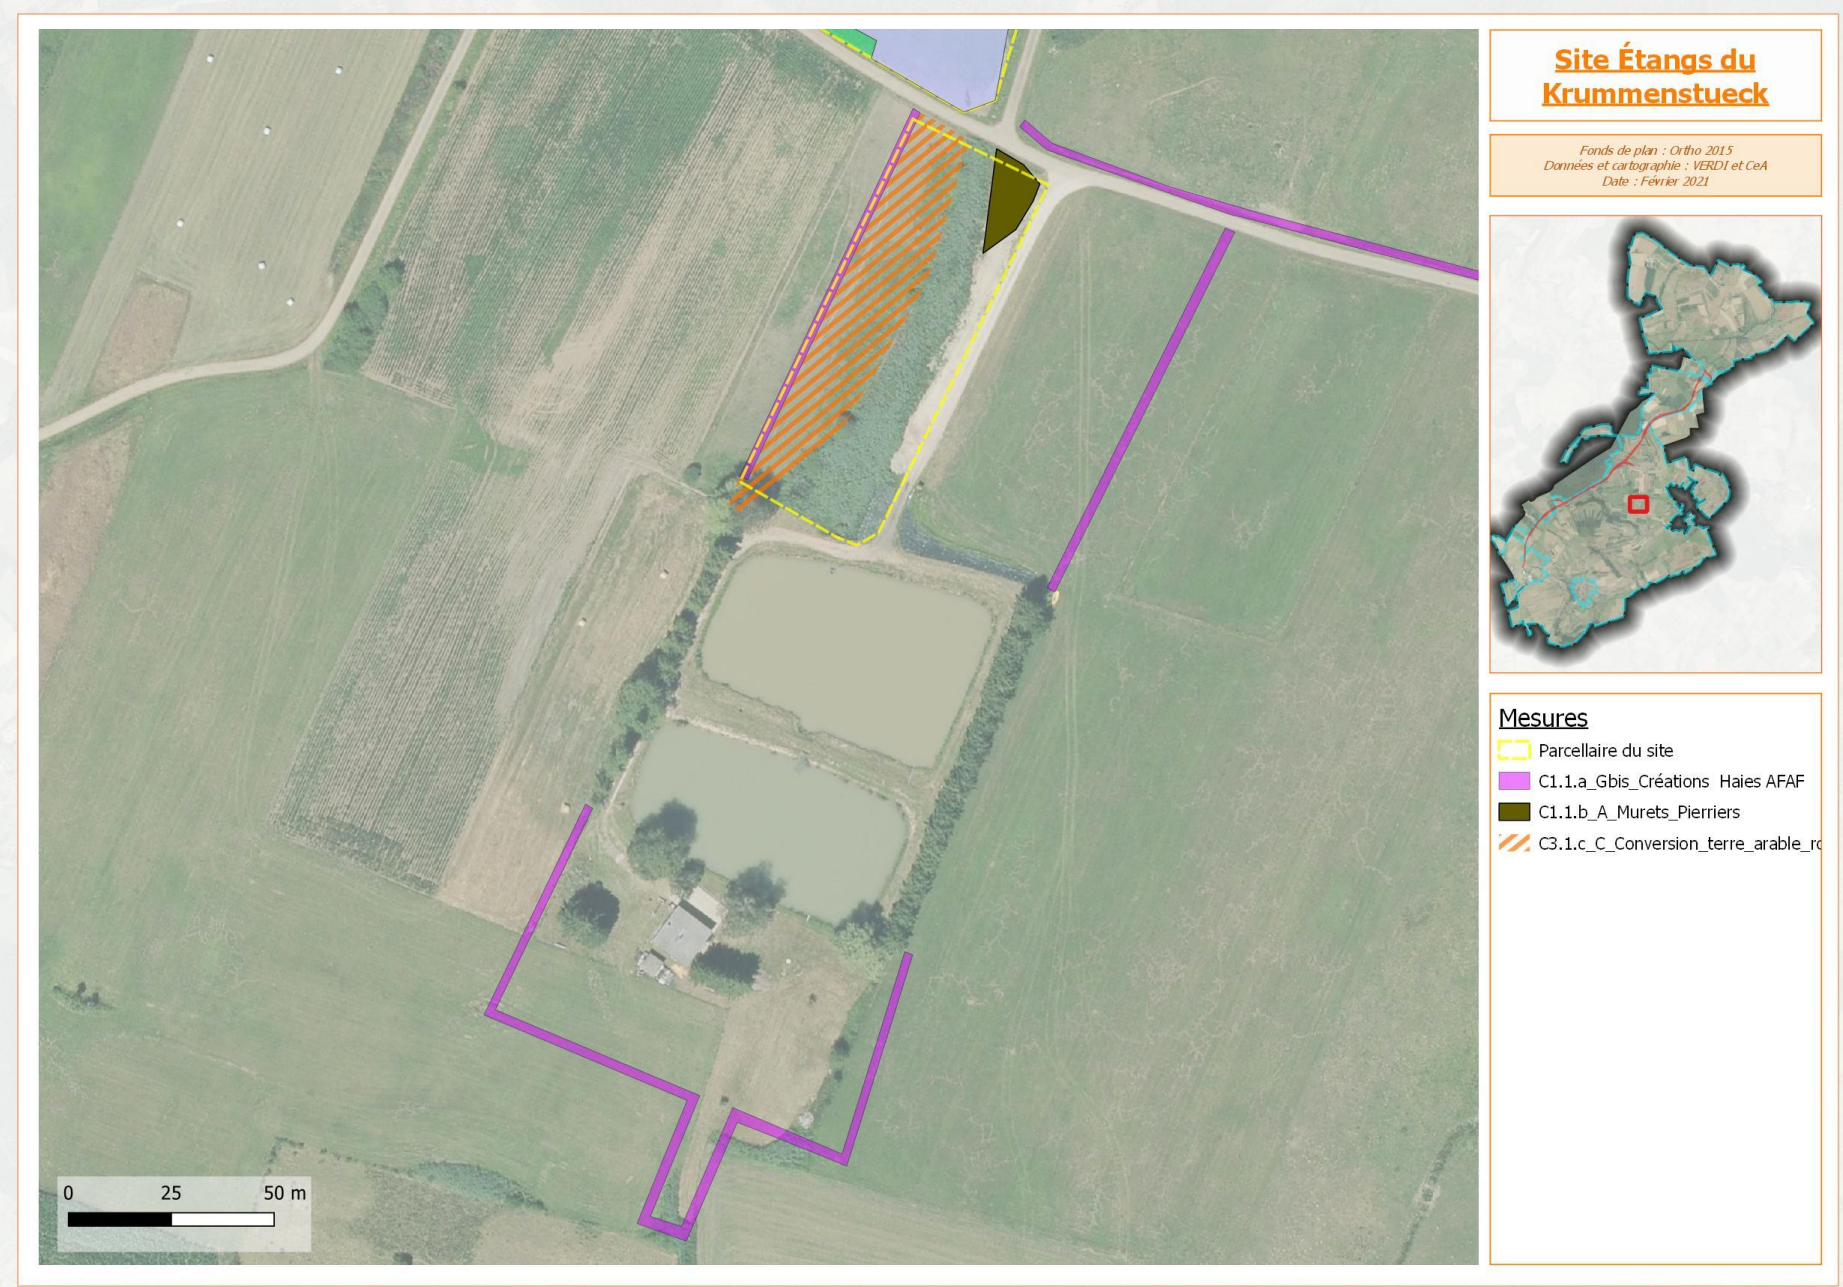 Site Étangs du
Krummenstueck
Fonds de plan : Ortho 2015
Données et cartographie : VERDI et CeA
Date : Février 2021
Mesures
Parcellaire du site
C1.1.a_Gbis_Créations Haies AFAF
C1.1.b_A_Murets_Pierriers
C3.1.c_C_Conversion_terre_arable_ro
0 25 50 m